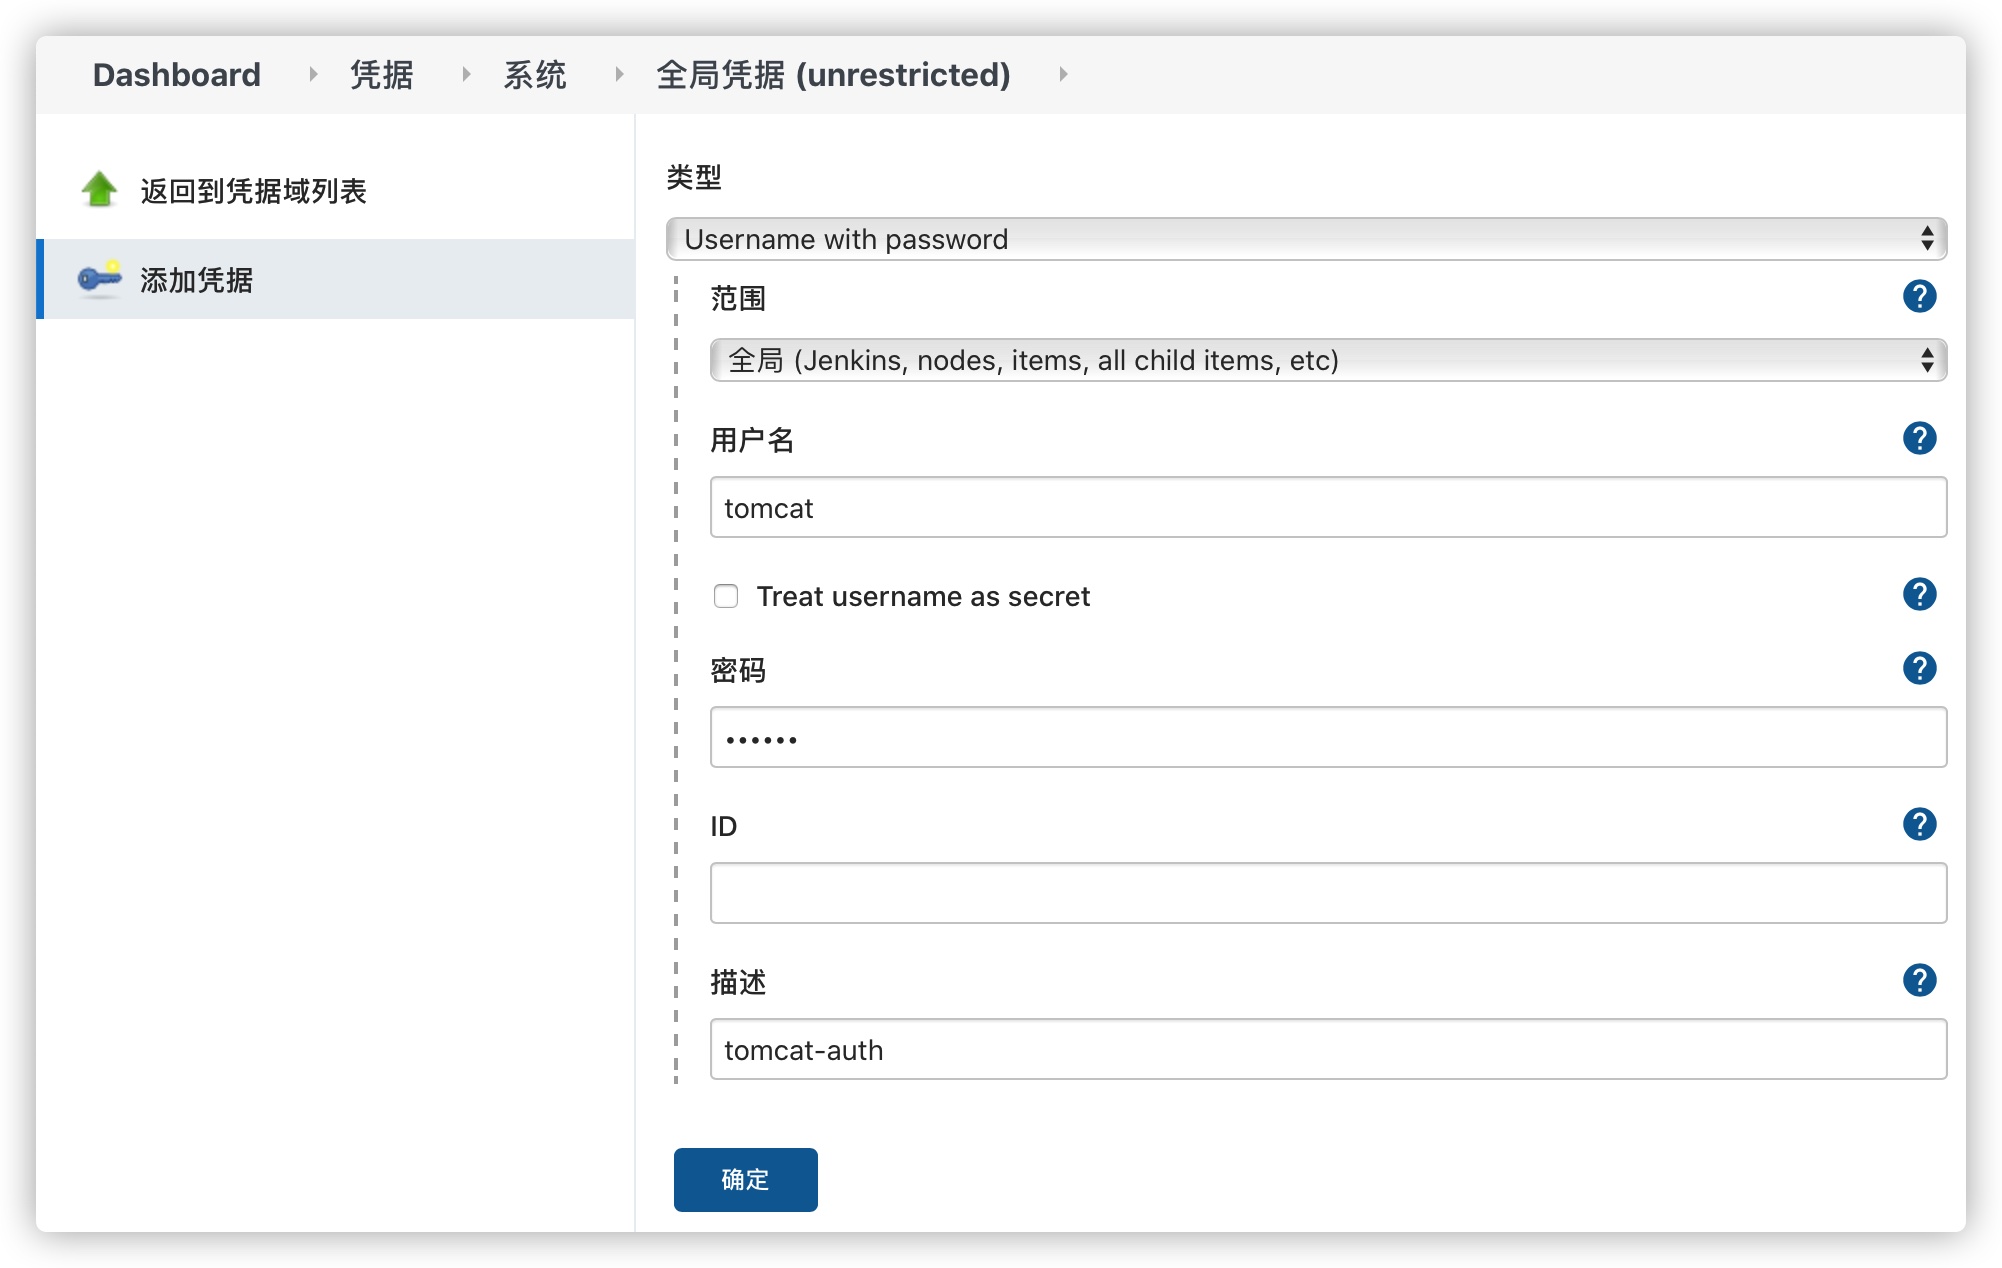 Dashboard 凭据 系统 全局凭据 (unrestricted)
返回到凭据域列表
添加凭据
类型
Username with password
范围
?
全局 (Jenkins, nodes, items, all child items, etc)
用户名
?
tomcat
Treat username as secret
?
密码
?
••••••
ID
?
描述
?
tomcat-auth
确定